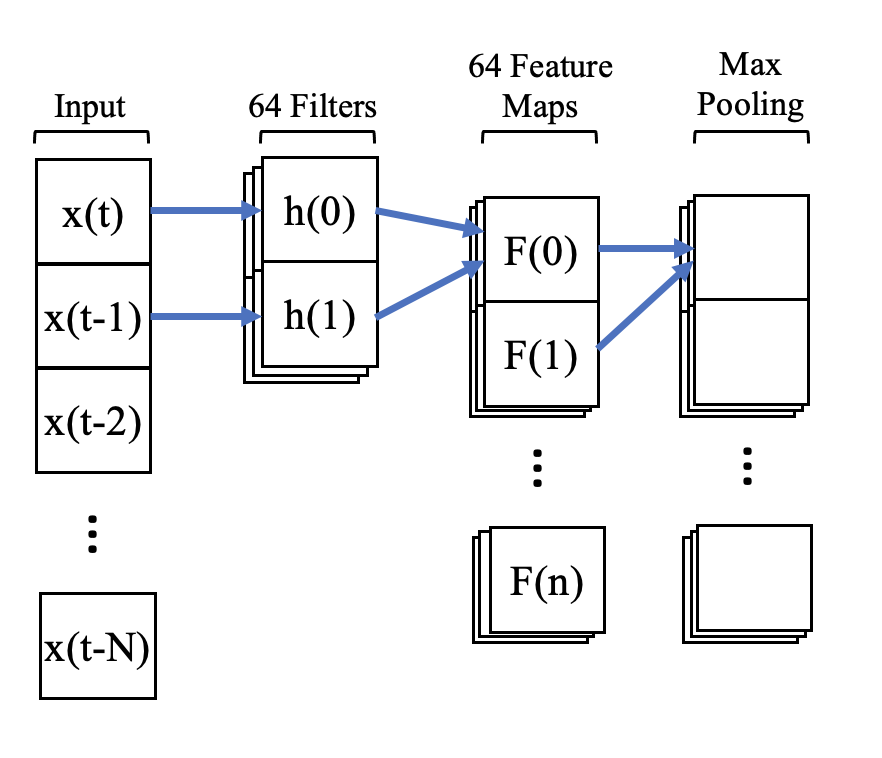 Input
64 Filters
64 Feature
Maps
Max
Pooling
x(t)
x(t-1)
x(t-2)
x(t-N)
h(0)
h(1)
F(0)
F(1)
F(n)